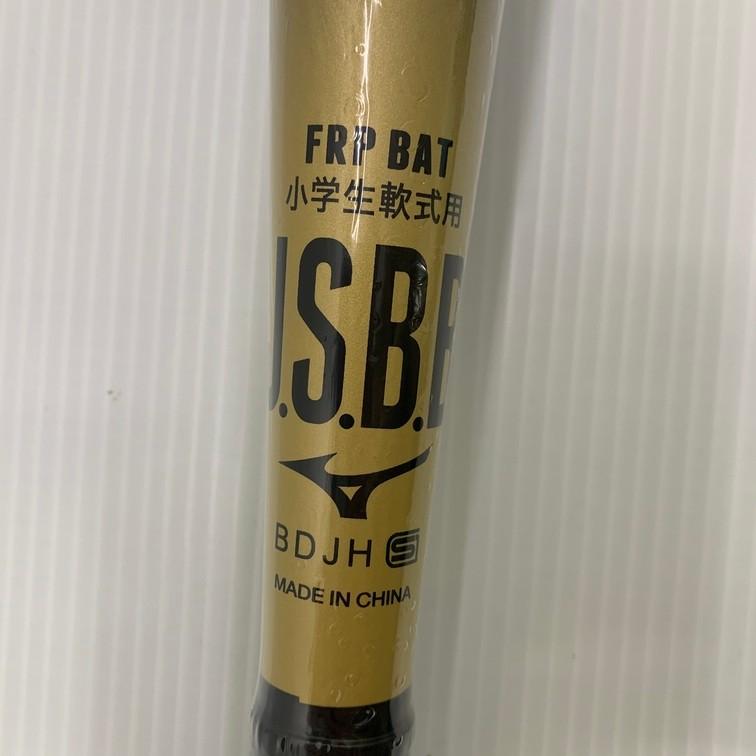 FRP BAT
小学生軟式用
J.S.B.B
BDJH S
MADE IN CHINA